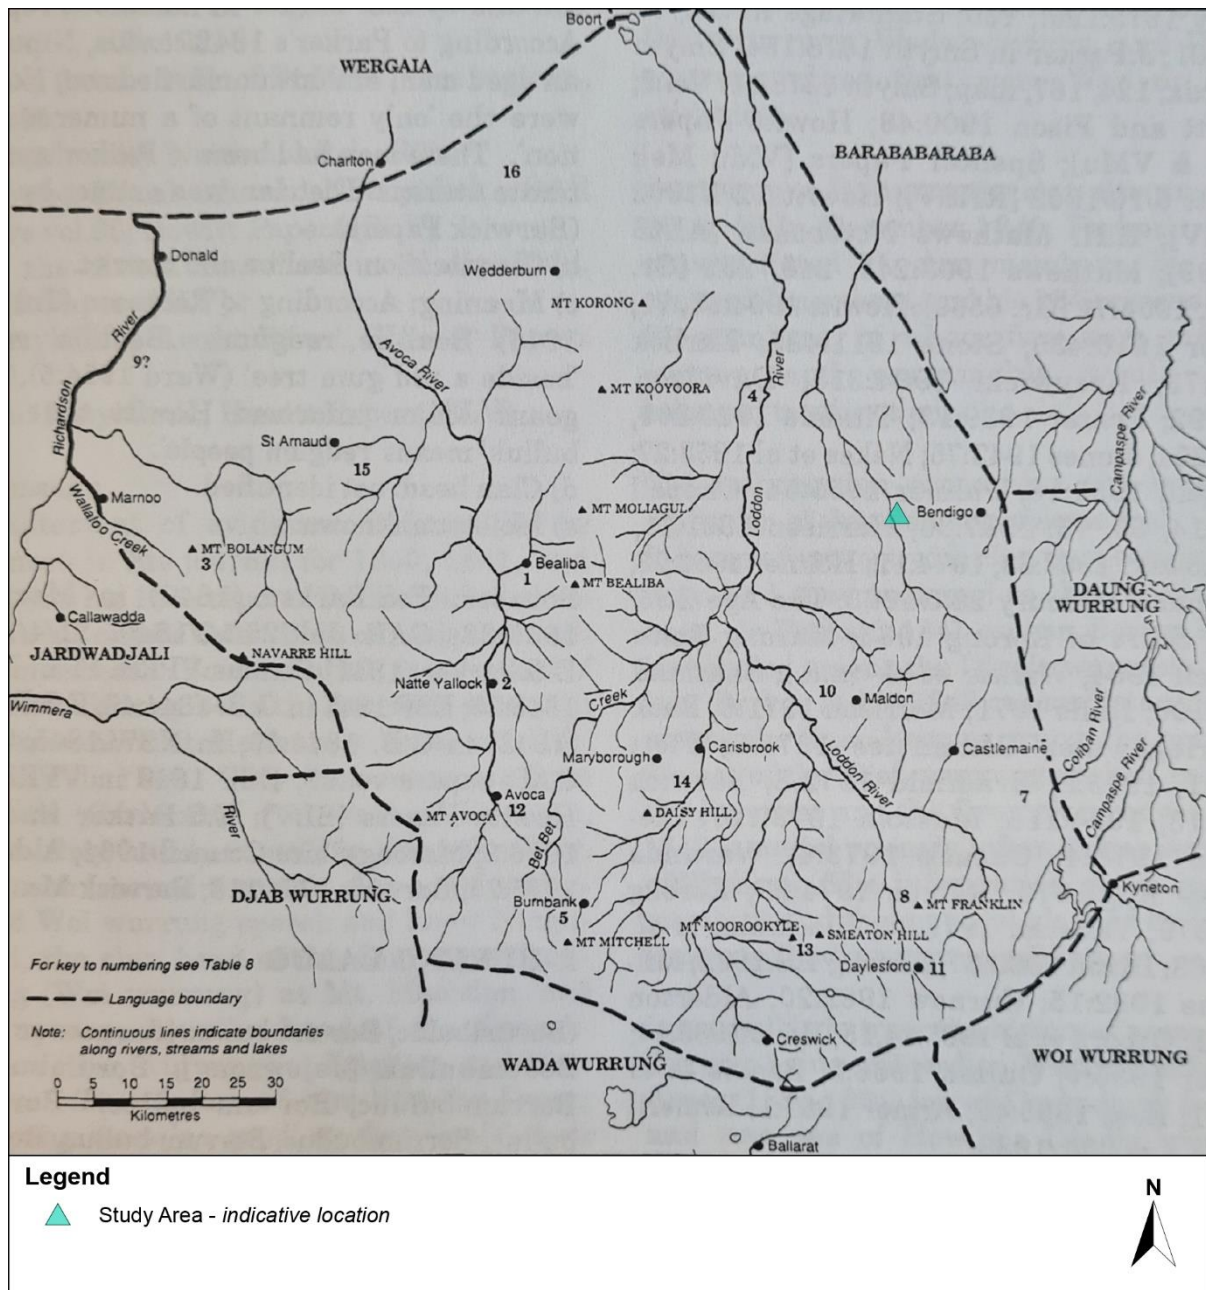 Boort
WERGAIA
BARABABARABA
Charlton
16
Donald
Wedderburn
MT KORONG
River
9?
Avoca River
MT KOOYOORA
River
4
Richardson
St Arnaud
15
Campaspe River
Marnoo
Wallaloo Creek
MT MOLIAGUL
Loddon
Bendigo
MT BOLANGUM
3
Bealiba
1
MT BEALIBA
DAUNG
WURRUNG
Callawadda
JARDWADJALI
NAVARRE HILL
Natte Yallock
2
Creek
10
Maldon
Wimmera
Carisbrook
Maryborough
14
Loddon River
Castlemaine
Coliban River
Campaspe River
7
River
MT AVOCA
Avoca
12
DAISY HILL
Bet Bet
DJAB WURRUNG
Burnbank
5
8
MT FRANKLIN
Kyneton
MT MITCHELL
MT MOOROOKYLE
13
SMEATON HILL
Daylesford
11
For key to numbering see Table 8
Language boundary
Note: Continuous lines indicate boundaries
along rivers, streams and lakes
0 5 10 15 20 25 30
Kilometres
WADA WURRUNG
Creswick
WOI WURRUNG
Ballarat
Legend
Study Area - indicative location
N